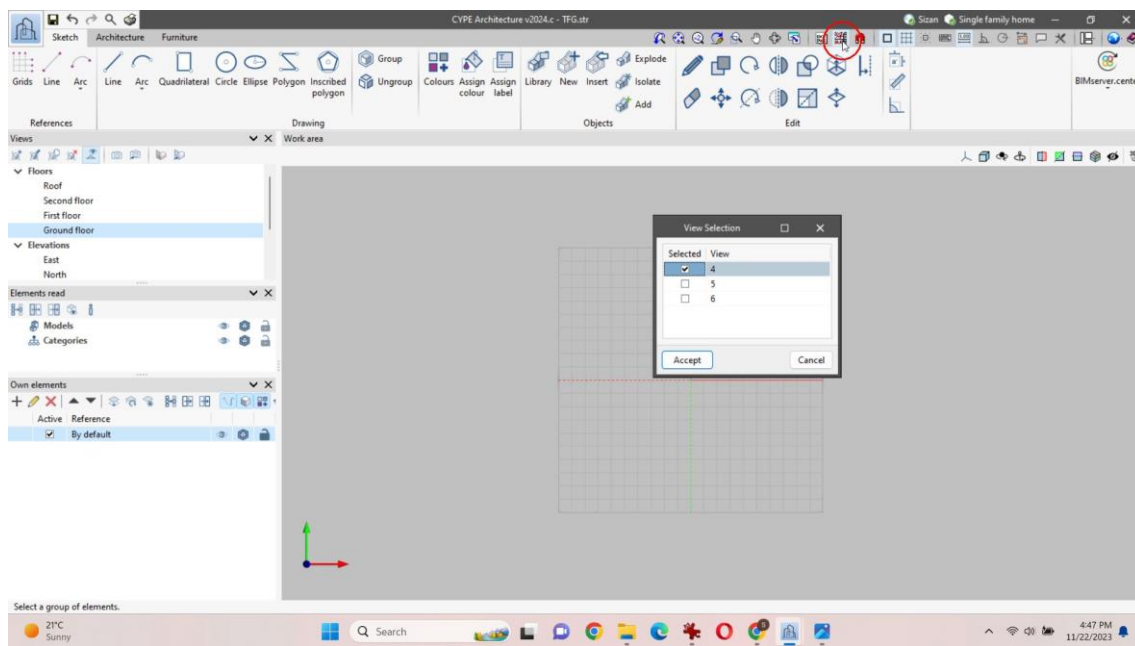 CYPE Architecture v2024.c - TFG.str
Sizan
Single family home
Sketch Architecture Furniture
Grids Line Arc Line Arc Quadrilateral Circle Ellipse Polygon Inscribed polygon
Group
Ungroup
Colours Assign colour Assign label
Library New Insert
Explode
Isolate
Add
BIMserver.cente
References
Drawing
Objects
Edit
Views
Work area
Floors
Roof
Second floor
First floor
Ground floor
Elevations
East
North
View Selection
Selected View
4
5
6
Accept Cancel
Elements read
Models
Categories
Own elements
Active Reference
By default
Select a group of elements.
21°C
Sunny
Search
4:47 PM
11/22/2023